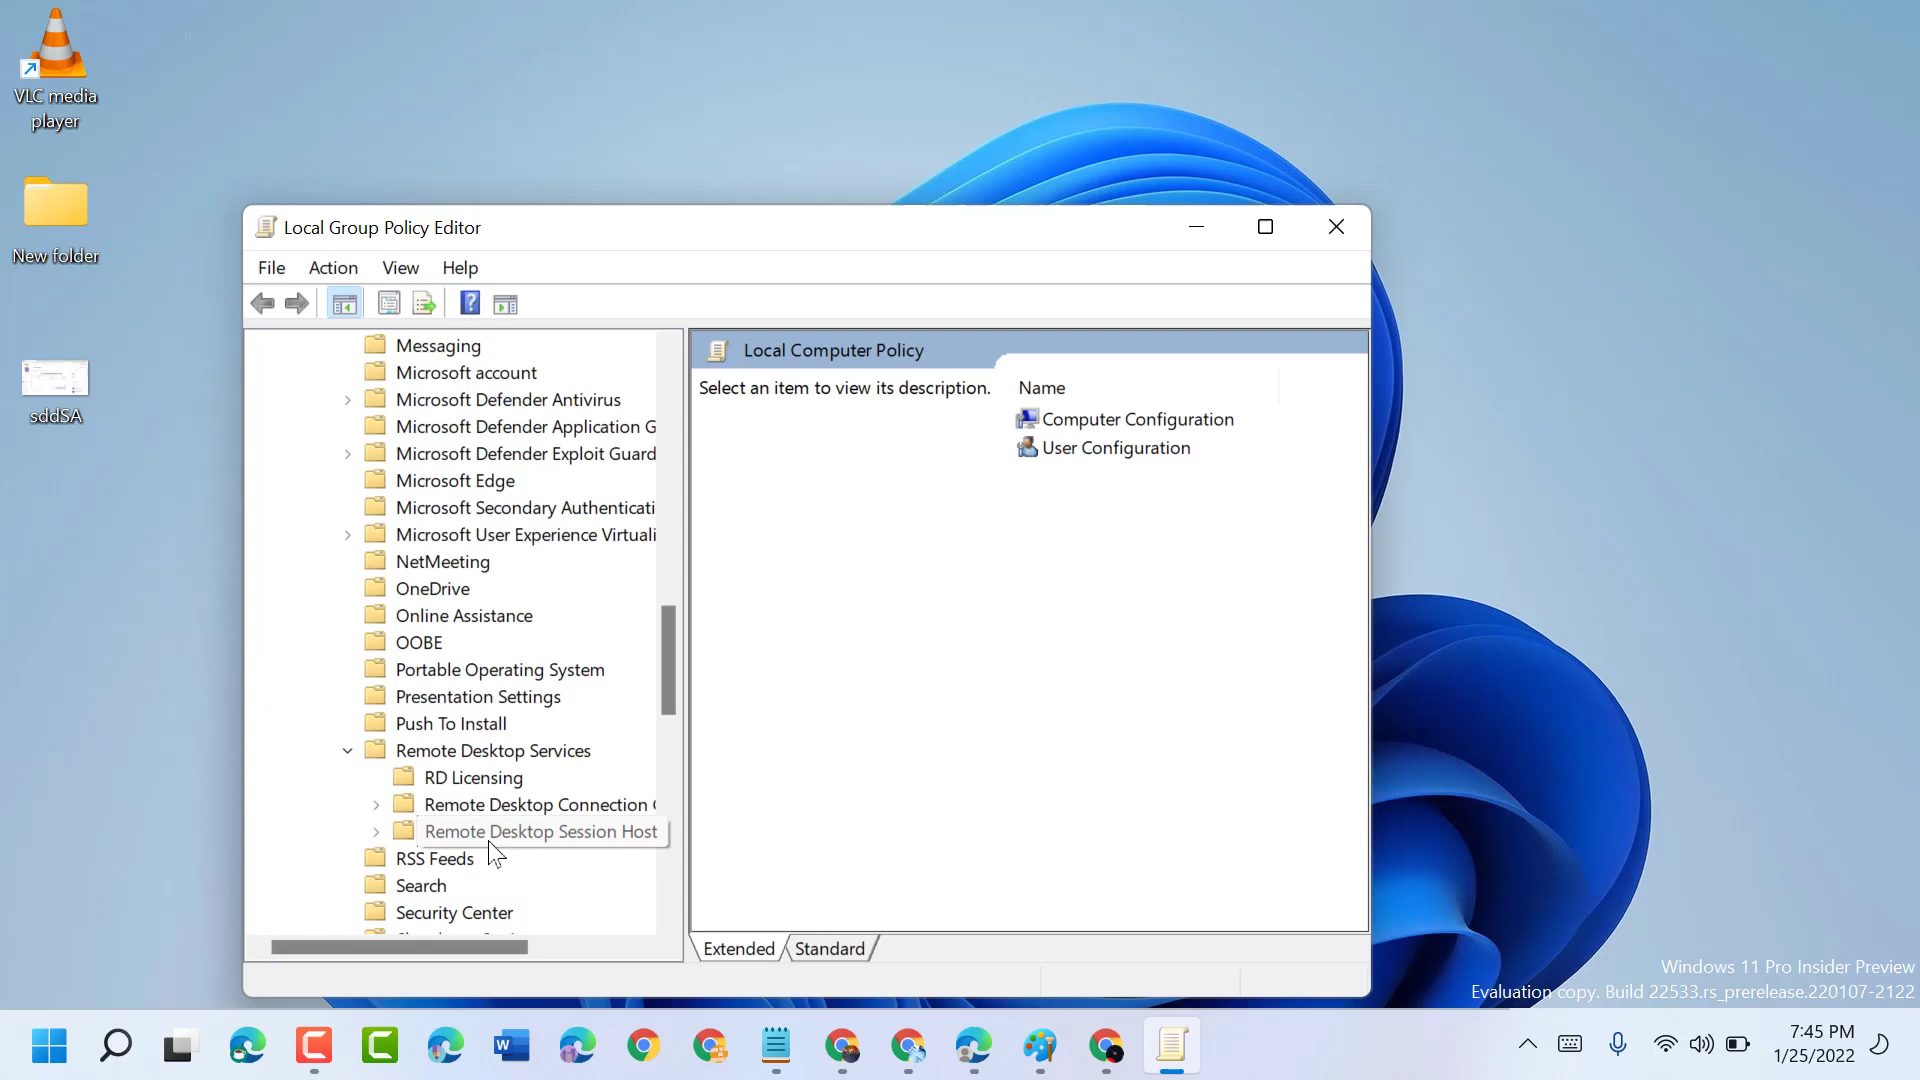 VLC media
player
New folder
sddSA
Local Group Policy Editor
File Action View Help
Messaging
Microsoft account
Microsoft Defender Antivirus
Microsoft Defender Application G
Microsoft Defender Exploit Guard
Microsoft Edge
Microsoft Secondary Authenticati
Microsoft User Experience Virtuali
NetMeeting
OneDrive
Online Assistance
OOBE
Portable Operating System
Presentation Settings
Push To Install
Remote Desktop Services
RD Licensing
Remote Desktop Connection
Remote Desktop Session Host
RSS Feeds
Search
Security Center
Local Computer Policy
Select an item to view its description.
Name
Computer Configuration
User Configuration
Extended Standard
Windows 11 Pro Insider Preview
Evaluation copy. Build 22533.rs_prerelease.220107-2122
7:45 PM
1/25/2022